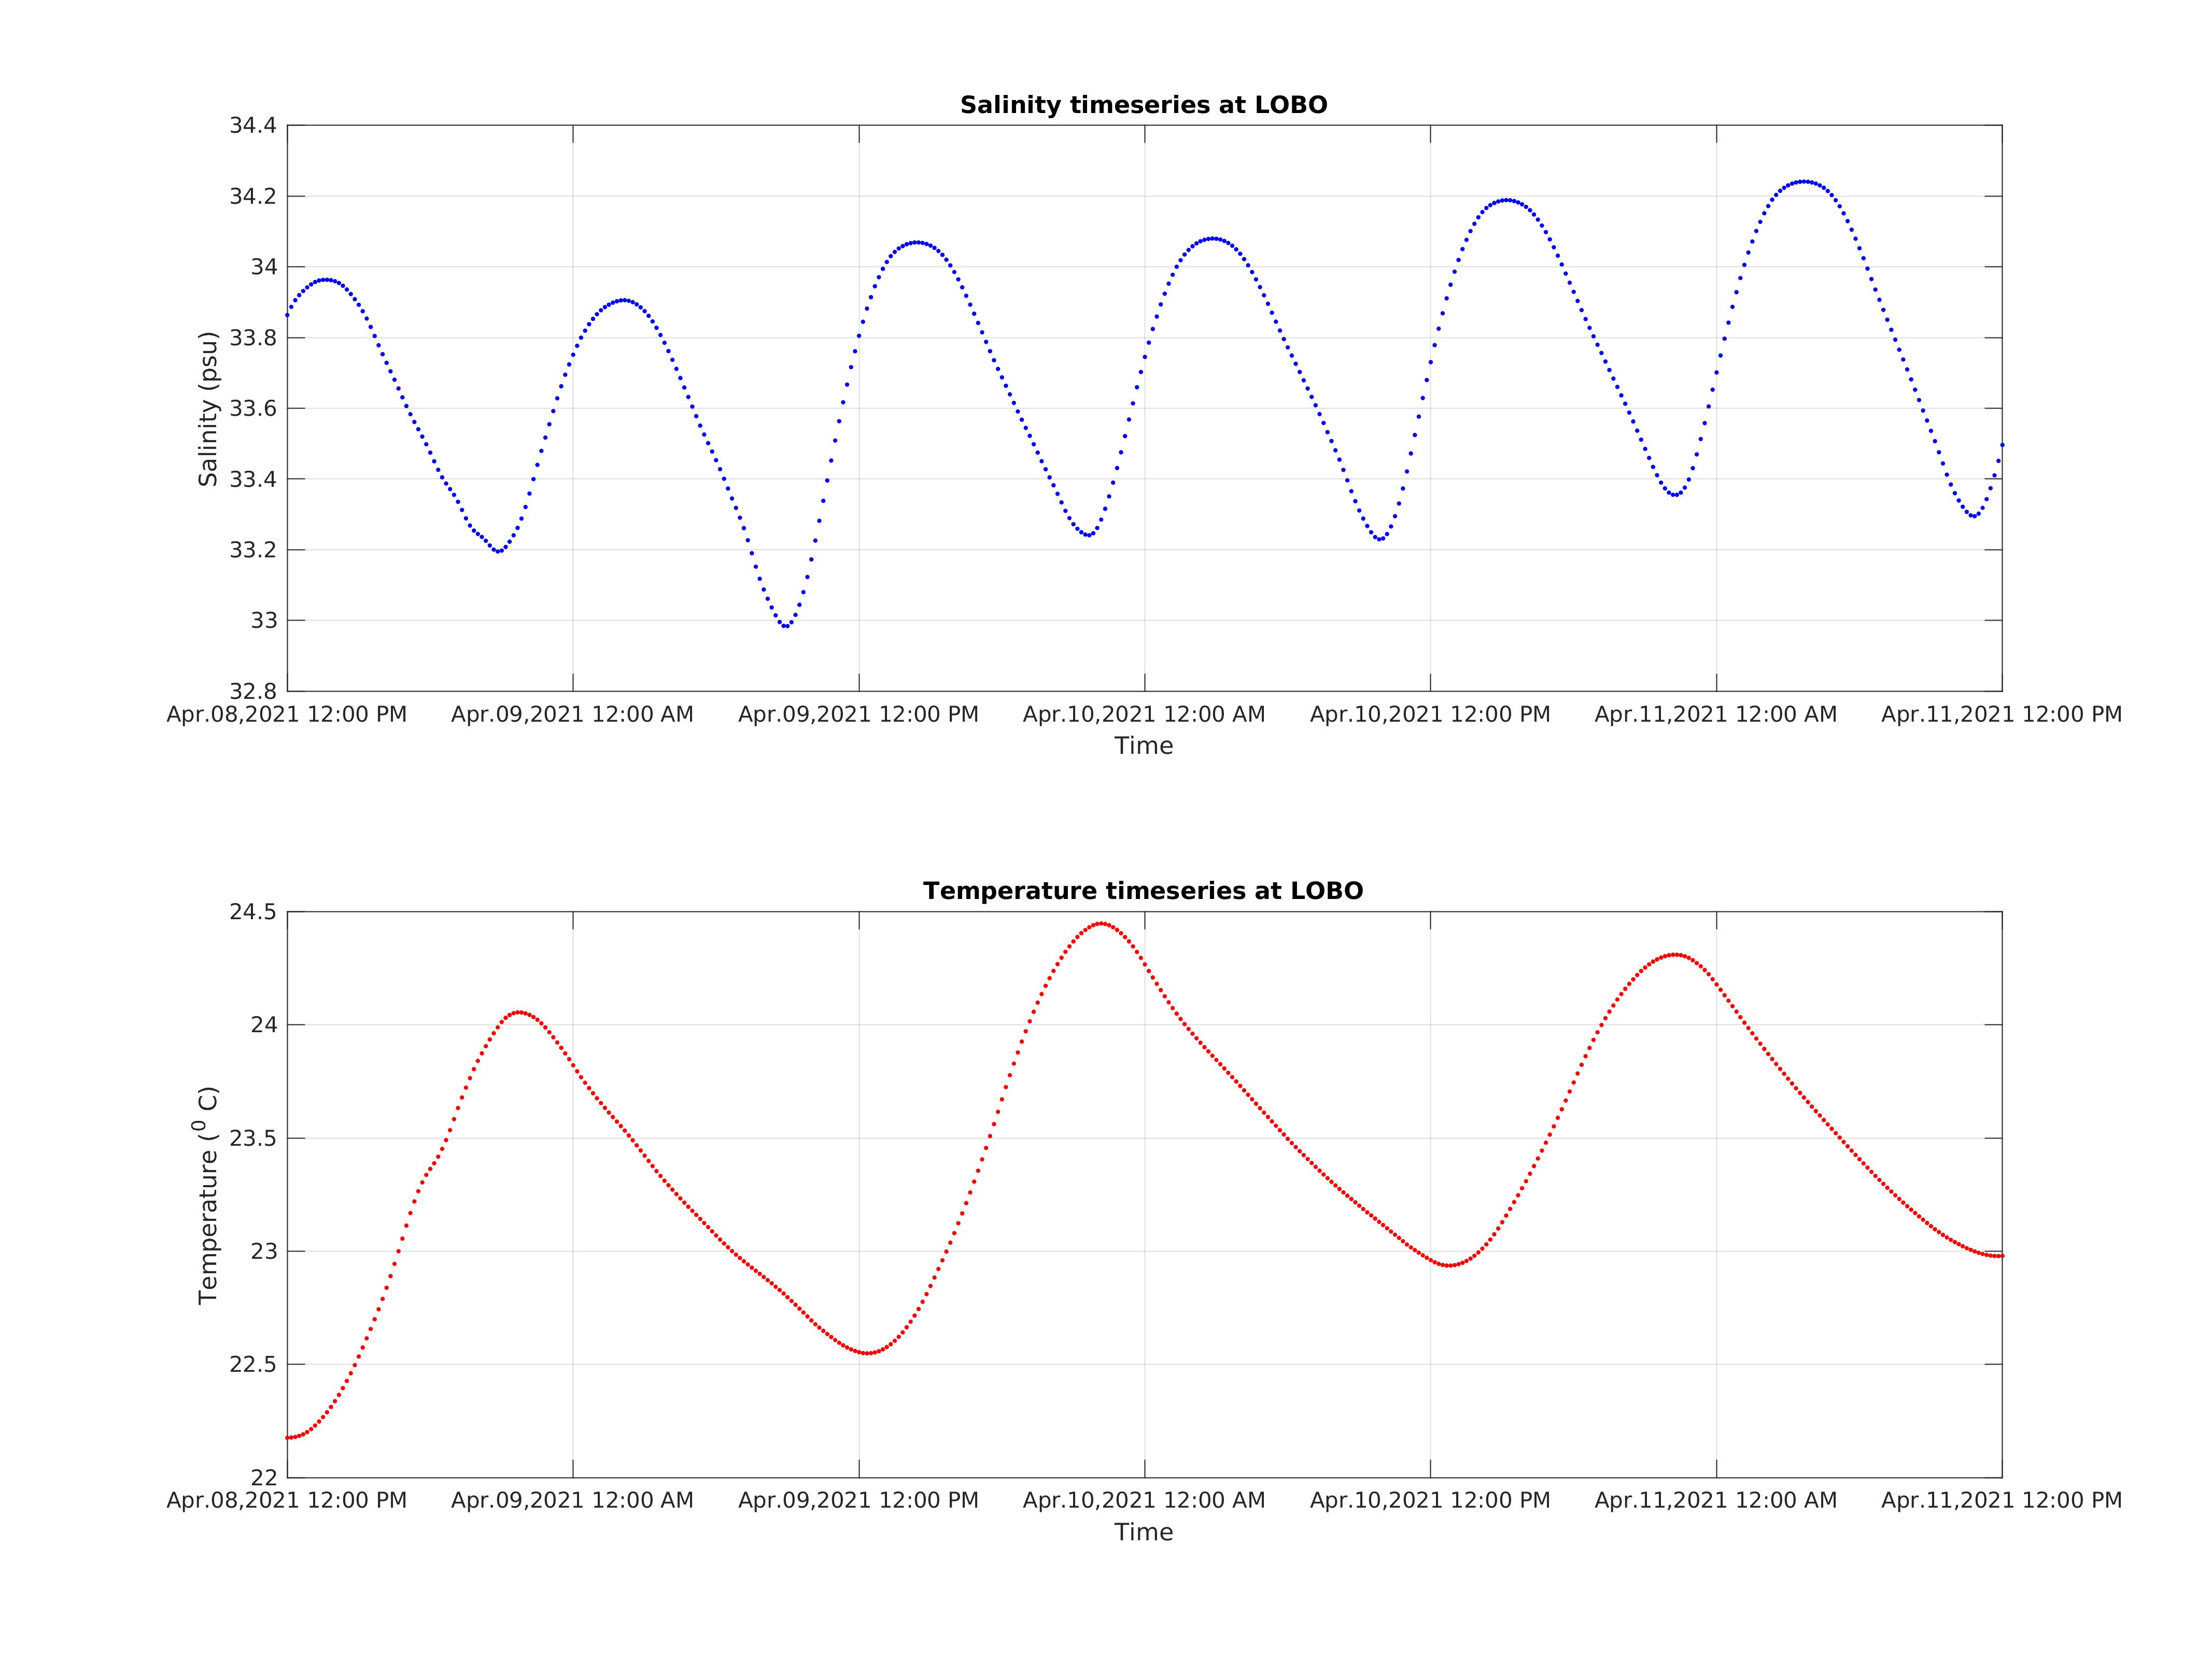 Salinity timeseries at LOBO
34.4
34.2
34
33.8
33.6
33.4
33.2
33
32.8
Salinity (psu)
Apr.08,2021 12:00 PM Apr.09,2021 12:00 AM Apr.09,2021 12:00 PM Apr.10,2021 12:00 AM Apr.10,2021 12:00 PM Apr.11,2021 12:00 AM Apr.11,2021 12:00 PM
Time
Temperature timeseries at LOBO
24.5
24
23.5
23
22.5
22
Temperature (⁰ C)
Apr.08,2021 12:00 PM Apr.09,2021 12:00 AM Apr.09,2021 12:00 PM Apr.10,2021 12:00 AM Apr.10,2021 12:00 PM Apr.11,2021 12:00 AM Apr.11,2021 12:00 PM
Time